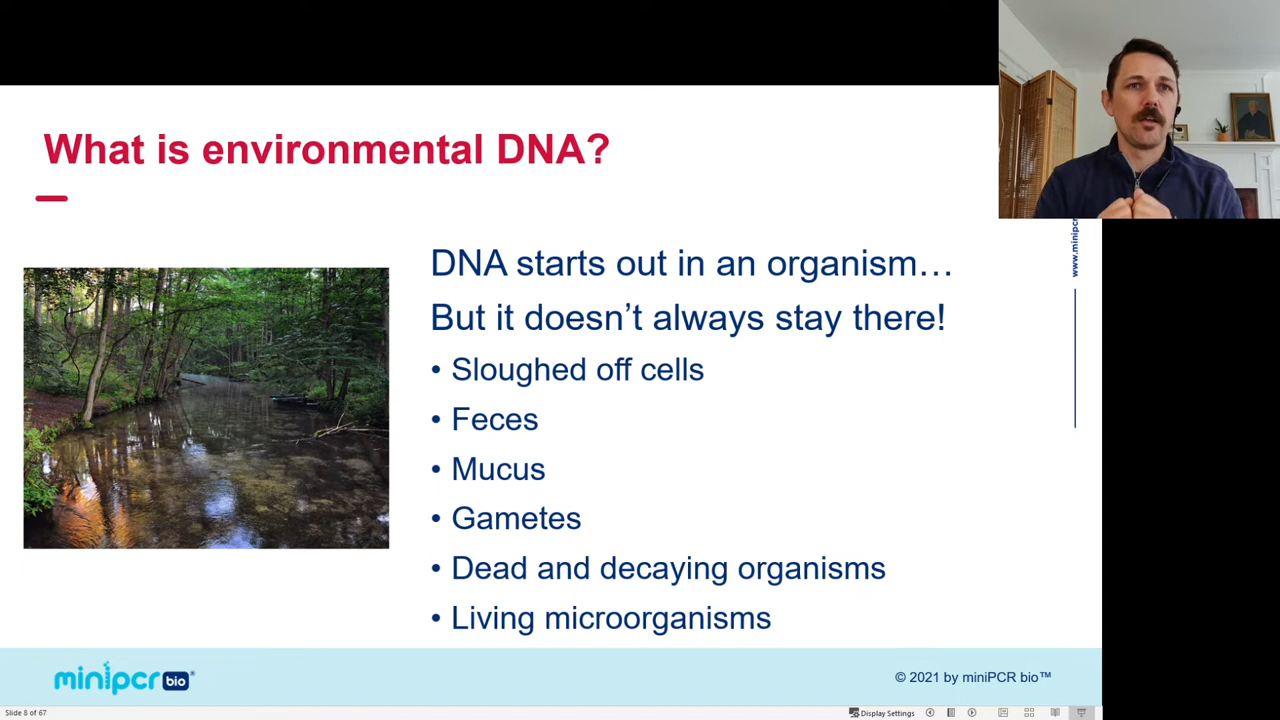 What is environmental DNA?
www.minipcr
DNA starts out in an organism…
But it doesn’t always stay there!
• Sloughed off cells
• Feces
• Mucus
• Gametes
• Dead and decaying organisms
• Living microorganisms
minipcr bio®
© 2021 by miniPCR bio™
Slide 8 of 67
Display Settings